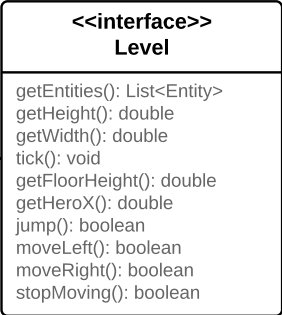 <<interface>>
Level
getEntities(): List<Entity>
getHeight(): double
getWidth(): double
tick(): void
getFloorHeight(): double
getHeroX(): double
jump(): boolean
moveLeft(): boolean
moveRight(): boolean
stopMoving(): boolean